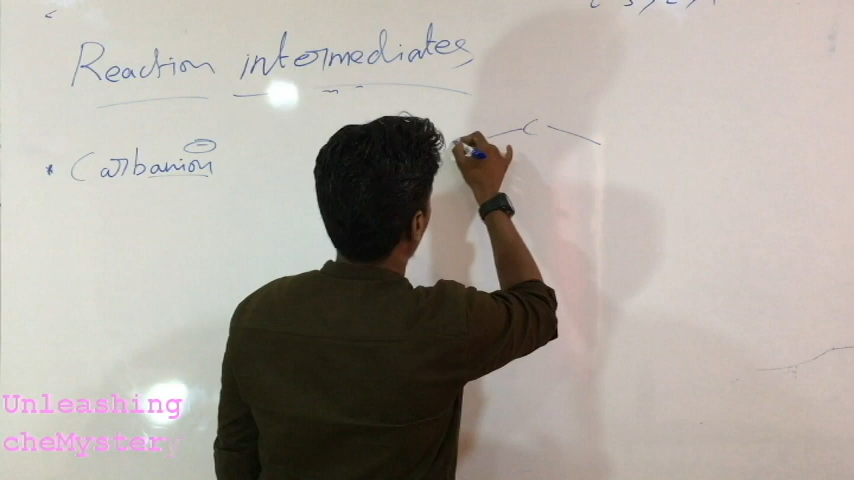 Reaction intermediates
* Carbanion ⊖
C
Unleashing
cheMystery